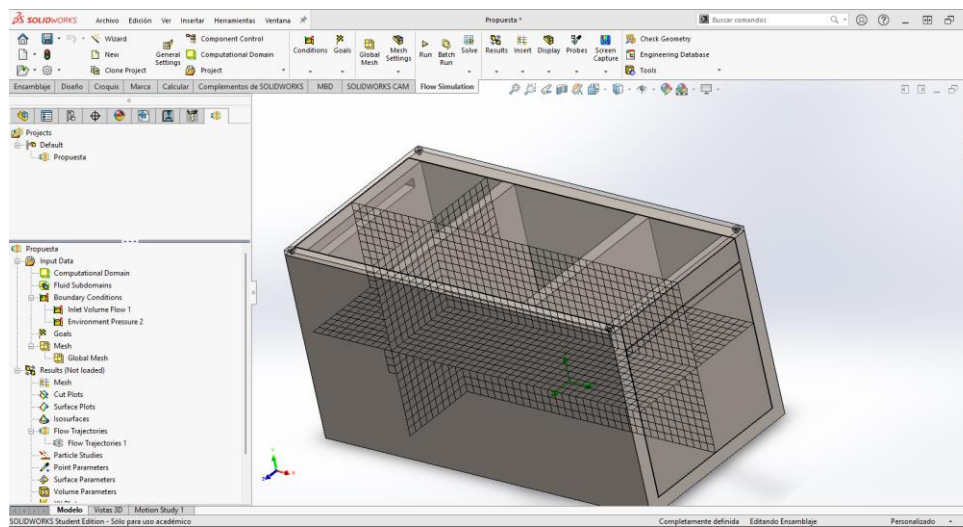 SOLIDWORKS Archivo Edición Ver Insertar Herramientas Ventana Propuesta * Buscar comandos
Wizard
New
Clone Project
General Settings
Component Control
Computational Domain
Project
Conditions Goals Global Mesh Mesh Settings Run Batch Run Solve Results Insert Display Probes Screen Capture
Check Geometry
Engineering Database
Tools
Ensamblaje Diseño Croquis Marca Calcular Complementos de SOLIDWORKS MBD SOLIDWORKS CAM Flow Simulation
Projects
Default
Propuesta
Propuesta
Input Data
Computational Domain
Fluid Subdomains
Boundary Conditions
Inlet Volume Flow 1
Environment Pressure 2
Goals
Mesh
Global Mesh
Results (Not loaded)
Mesh
Cut Plots
Surface Plots
Isosurfaces
Flow Trajectories
Flow Trajectories 1
Particle Studies
Point Parameters
Surface Parameters
Volume Parameters
Modelo Vistas 3D Motion Study 1
SOLIDWORKS Student Edition - Sólo para uso académico Completamente definida Editando Ensamblaje Personalizado